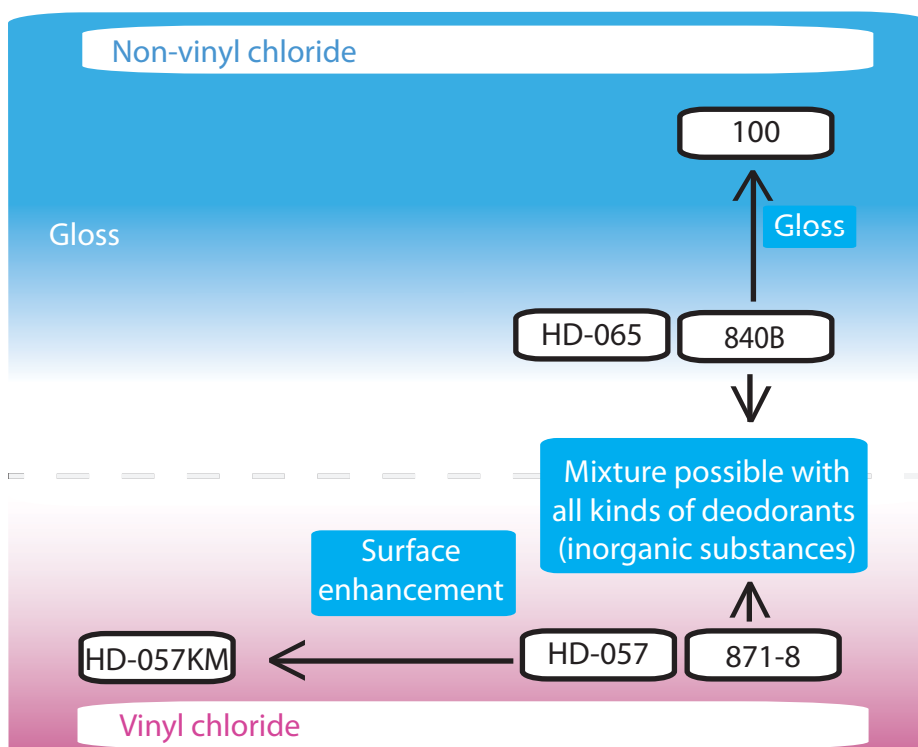 Non-vinyl chloride
100
Gloss
Gloss
HD-065
840B
Mixture possible with
all kinds of deodorants
(inorganic substances)
Surface
enhancement
HD-057KM
HD-057
871-8
Vinyl chloride